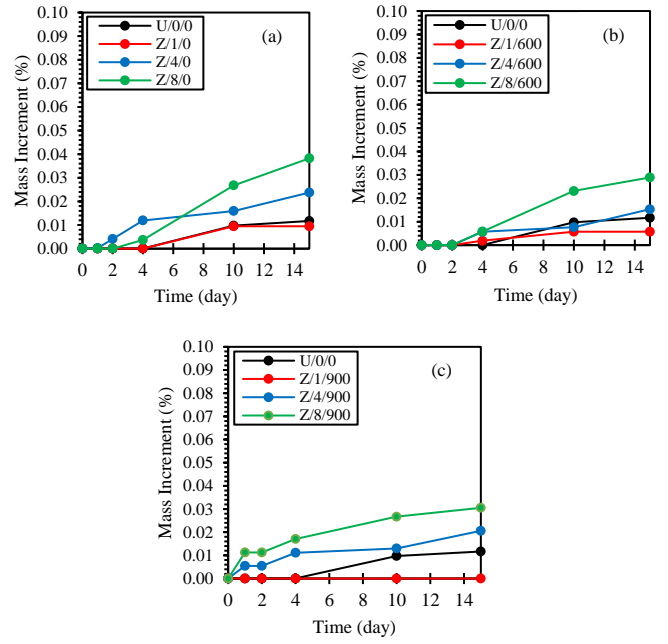 (a)
U/0/0
Z/1/0
Z/4/0
Z/8/0
Mass Increment (%)
0.10
0.09
0.08
0.07
0.06
0.05
0.04
0.03
0.02
0.01
0.00
0 2 4 6 8 10 12 14
Time (day)
(b)
U/0/0
Z/1/600
Z/4/600
Z/8/600
Mass Increment (%)
0.10
0.09
0.08
0.07
0.06
0.05
0.04
0.03
0.02
0.01
0.00
0 2 4 6 8 10 12 14
Time (day)
(c)
U/0/0
Z/1/900
Z/4/900
Z/8/900
Mass Increment (%)
0.10
0.09
0.08
0.07
0.06
0.05
0.04
0.03
0.02
0.01
0.00
0 2 4 6 8 10 12 14
Time (day)